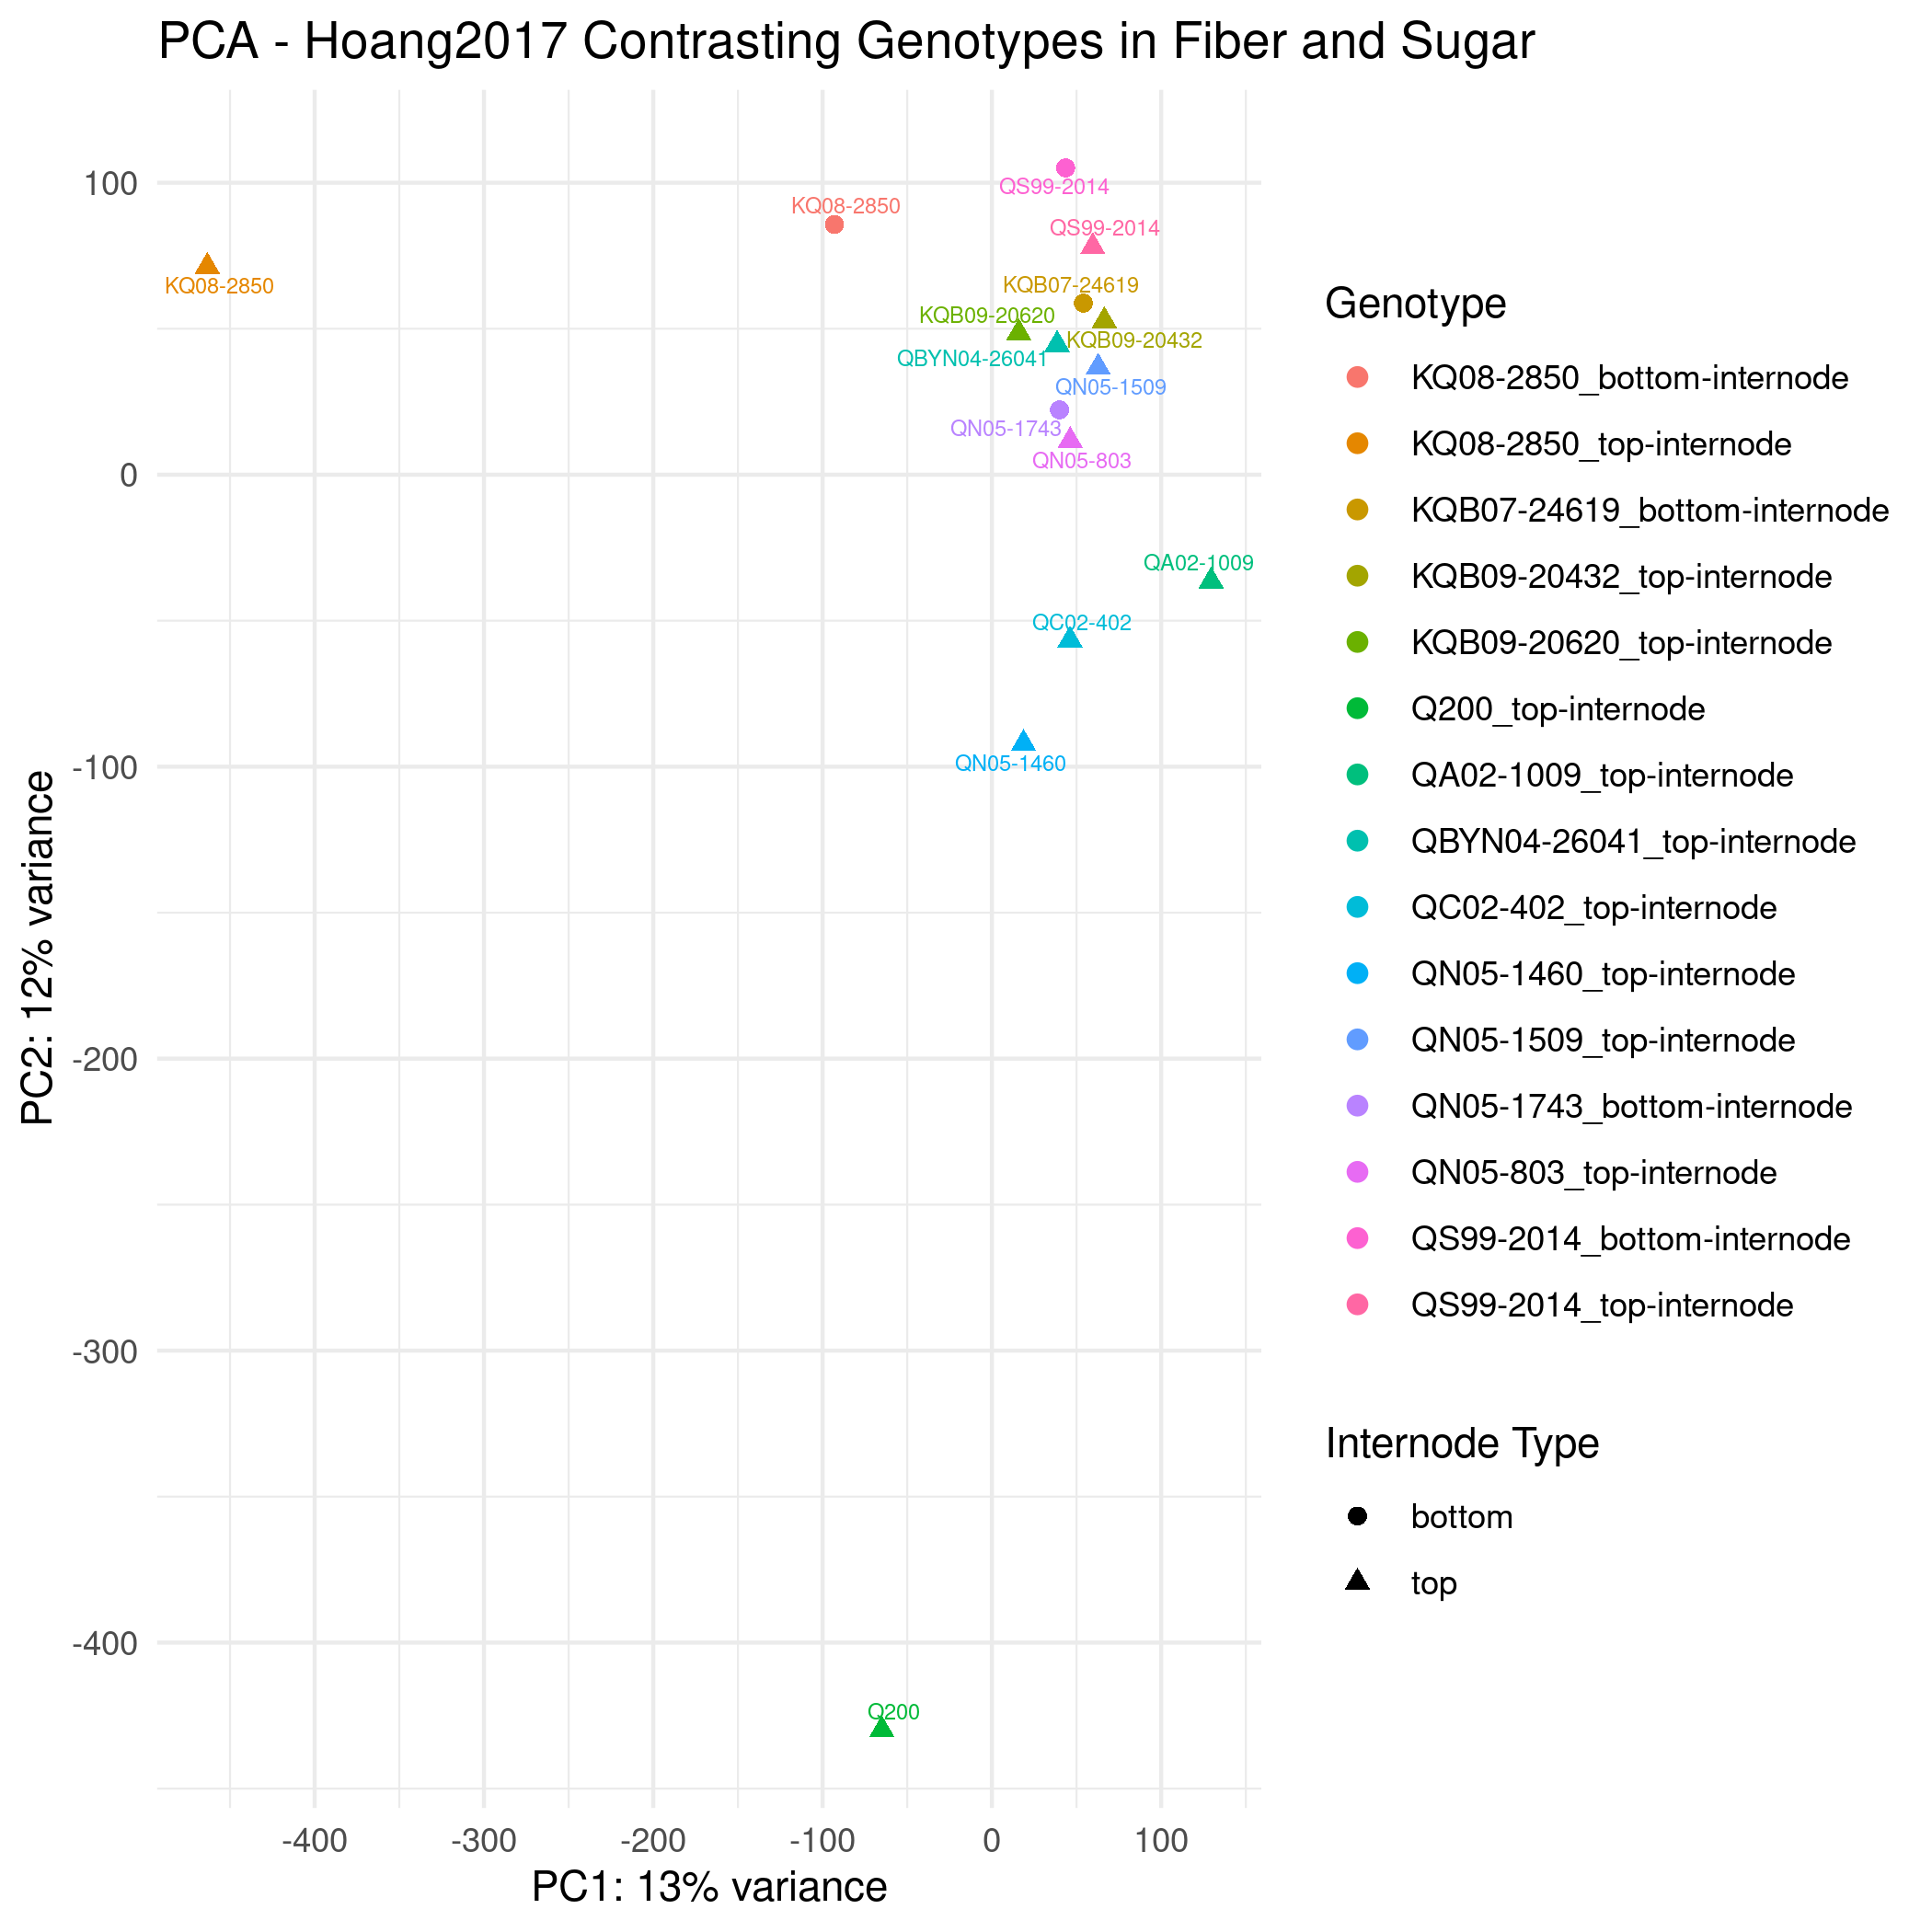 PCA - Hoang2017 Contrasting Genotypes in Fiber and Sugar
PC2: 12% variance
100
0
-100
-200
-300
-400
QS99-2014
KQ08-2850
QS99-2014
KQ08-2850
KQB07-24619
KQB09-20620
KQB09-20432
QBYN04-26041
QN05-1509
QN05-1743
QN05-803
QA02-1009
QC02-402
QN05-1460
Q200
-400
-300
-200
-100
0
100
PC1: 13% variance
Genotype
KQ08-2850_bottom-internode
KQ08-2850_top-internode
KQB07-24619_bottom-internode
KQB09-20432_top-internode
KQB09-20620_top-internode
Q200_top-internode
QA02-1009_top-internode
QBYN04-26041_top-internode
QC02-402_top-internode
QN05-1460_top-internode
QN05-1509_top-internode
QN05-1743_bottom-internode
QN05-803_top-internode
QS99-2014_bottom-internode
QS99-2014_top-internode
Internode Type
bottom
top